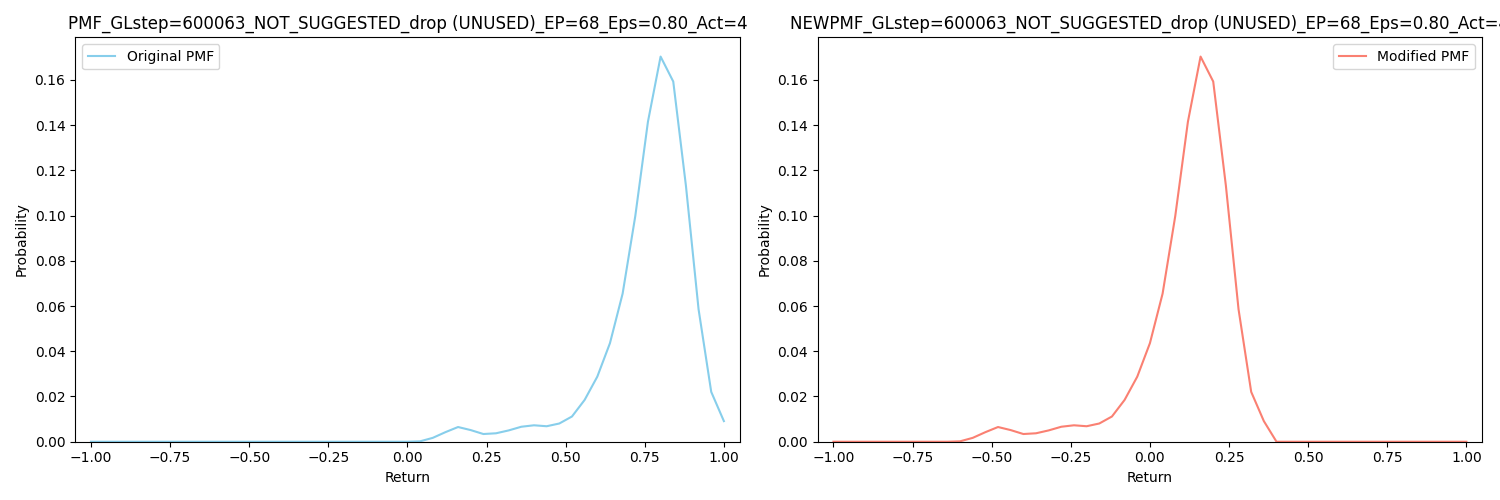 PMF_GLstep=600063_NOT_SUGGESTED_drop (UNUSED)_EP=68_Eps=0.80_Act=4
Original PMF
Probability
0.16
0.14
0.12
0.10
0.08
0.06
0.04
0.02
0.00
−1.00 −0.75 −0.50 −0.25 0.00 0.25 0.50 0.75 1.00
Return
NEWPMF_GLstep=600063_NOT_SUGGESTED_drop (UNUSED)_EP=68_Eps=0.80_Act=
Modified PMF
Probability
0.16
0.14
0.12
0.10
0.08
0.06
0.04
0.02
0.00
−1.00 −0.75 −0.50 −0.25 0.00 0.25 0.50 0.75 1.00
Return